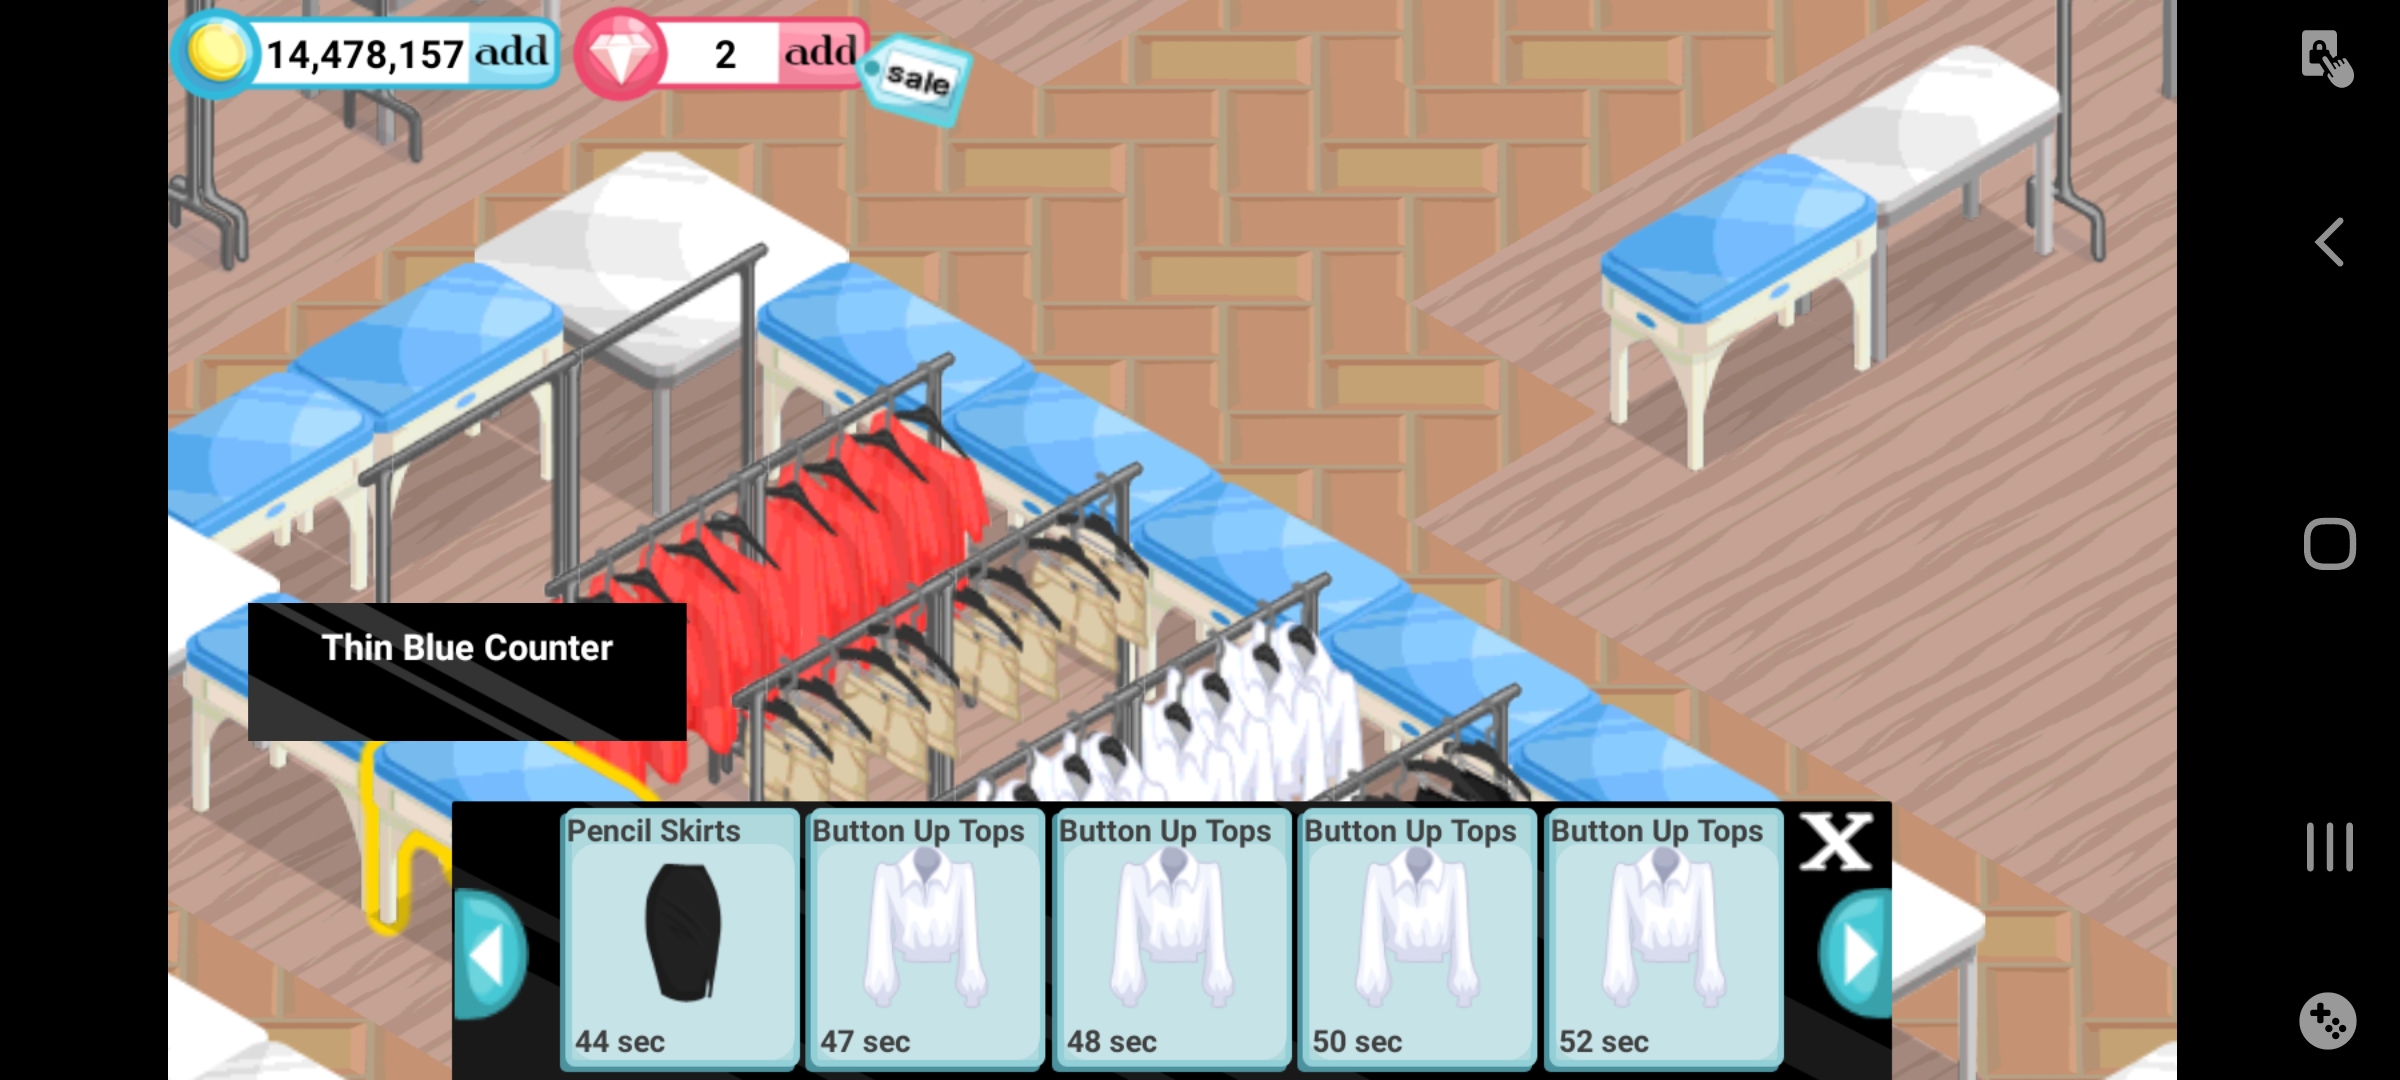 14,478,157 add
2 add
sale
Thin Blue Counter
Pencil Skirts
44 sec
Button Up Tops
47 sec
Button Up Tops
48 sec
Button Up Tops
50 sec
Button Up Tops
52 sec
X